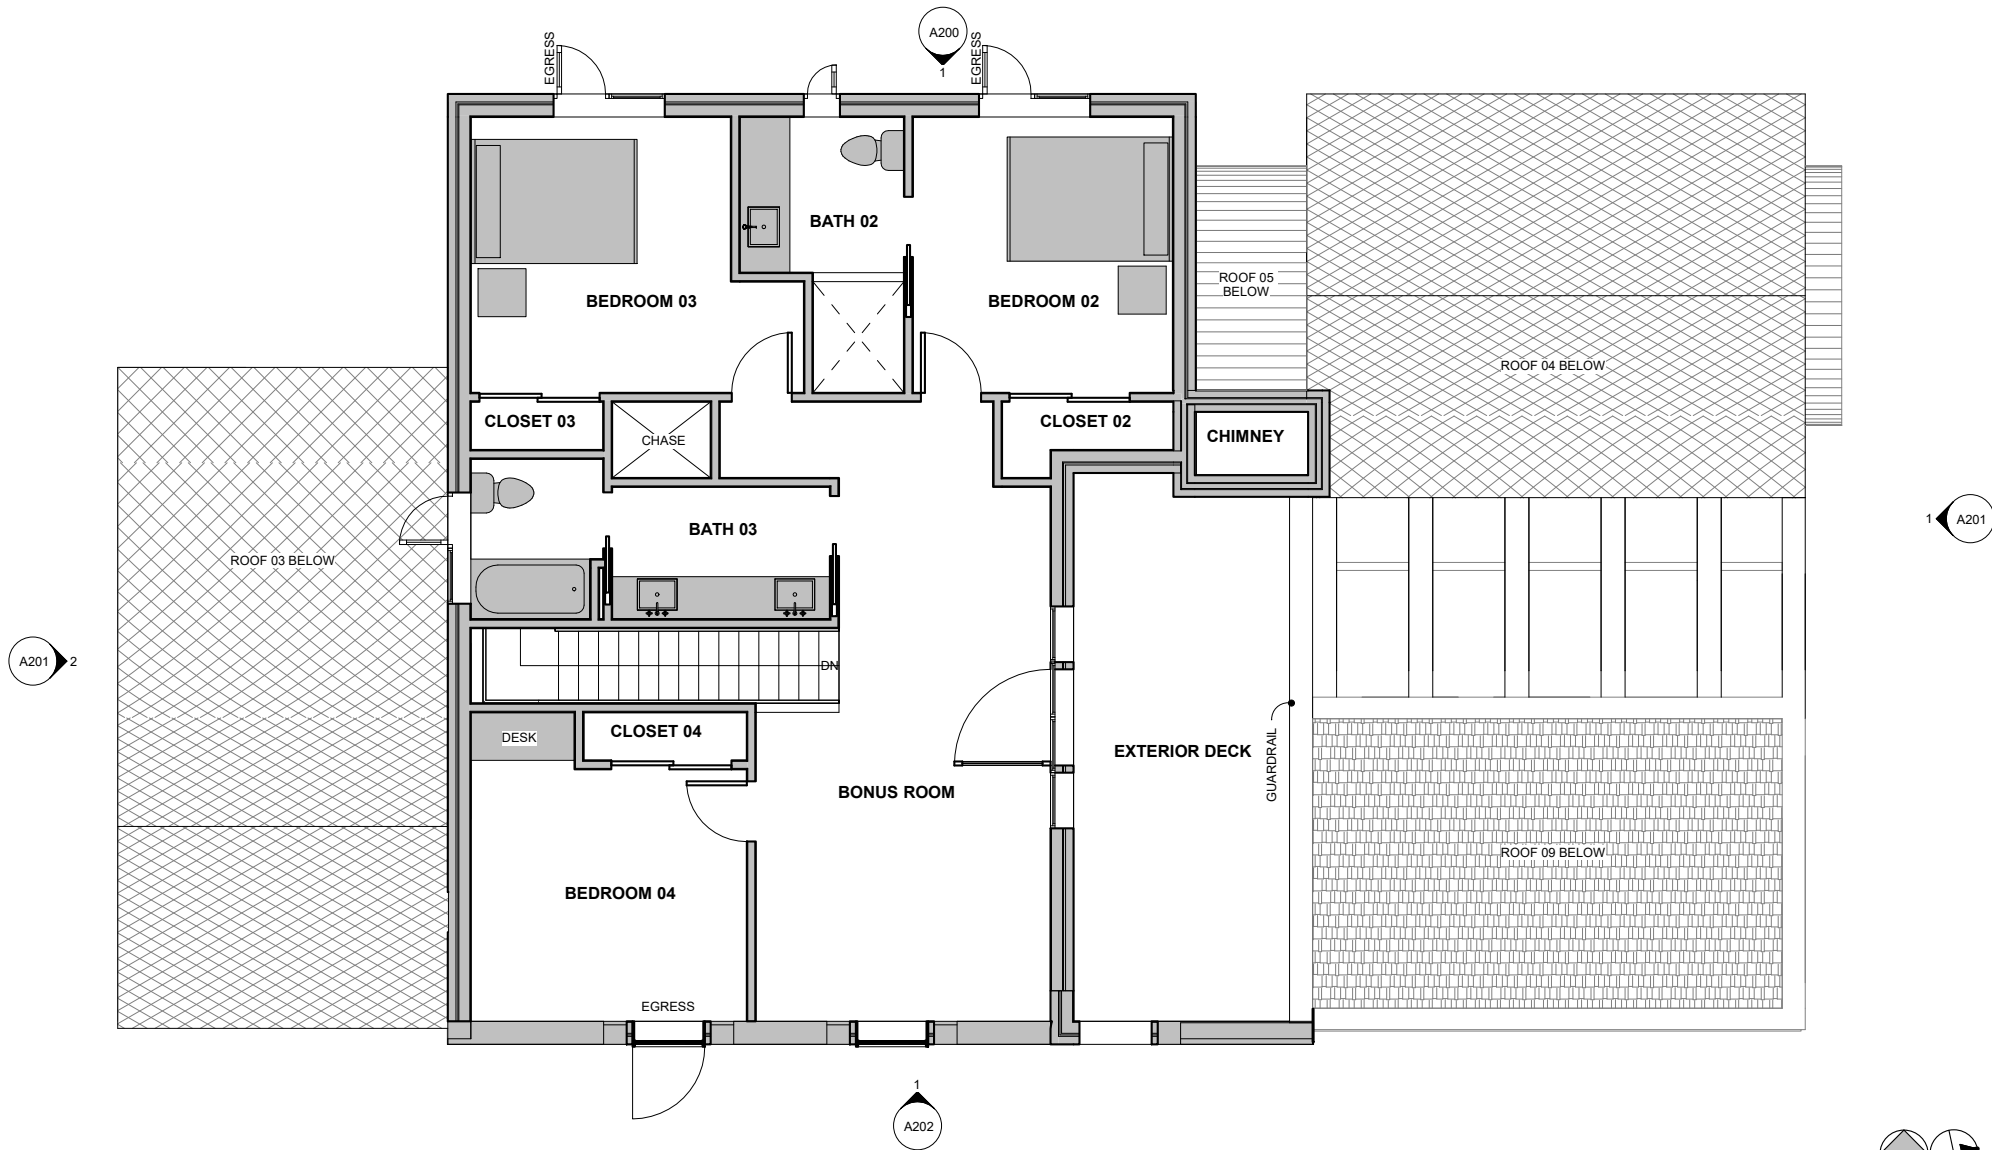 A200
1
EGRESS
EGRESS
BATH 02
BEDROOM 03
BEDROOM 02
ROOF 05
BELOW
ROOF 04 BELOW
CLOSET 03
CHASE
CLOSET 02
CHIMNEY
BATH 03
ROOF 03 BELOW
1
A201
A201
2
DN
DESK
CLOSET 04
EXTERIOR DECK
GUARDRAIL
BONUS ROOM
ROOF 09 BELOW
BEDROOM 04
EGRESS
1
A202